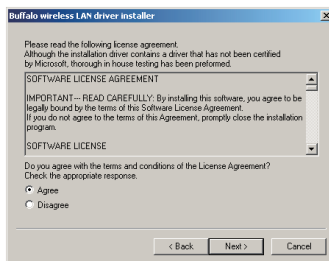 Buffalo wireless LAN driver installer
Please read the following license agreement.
Although the installation driver contains a driver that has not been certified
by Microsoft, thorough in house testing has been preformed.
SOFTWARE LICENSE AGREEMENT
IMPORTANT--- READ CAREFULLY: By installing this software, you agree to be
legally bound by the terms of this Software License Agreement.
If you do not agree to the terms of this Agreement, promptly close the installation
program.
SOFTWARE LICENSE
Do you agree with the terms and conditions of the License Agreement?
Check the appropriate response.
Agree
Disagree
< Back
Next >
Cancel